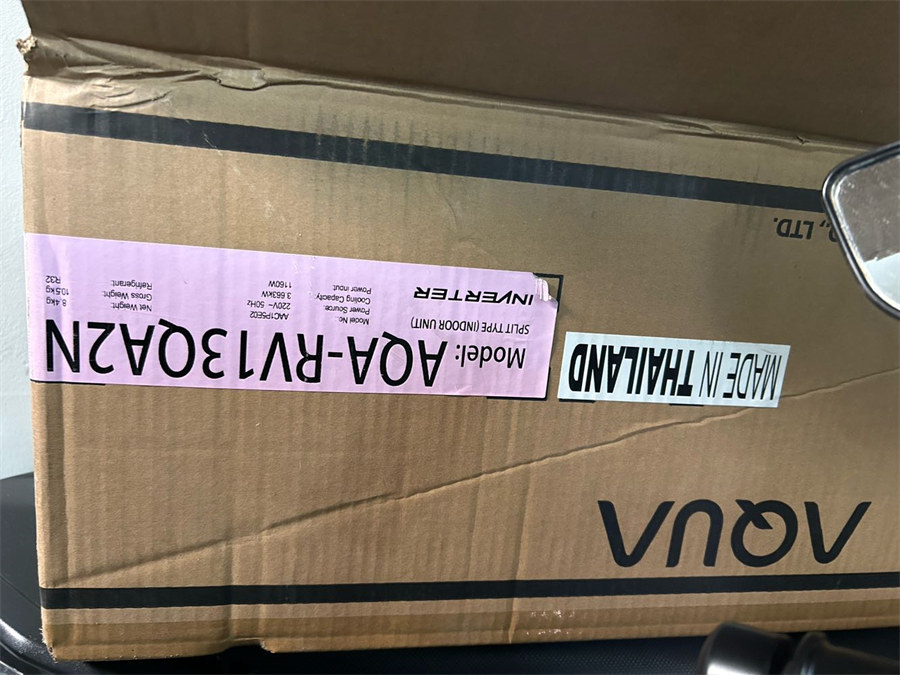 AQUA
MADE IN THAILAND
Model: AQA-RV13QA2N
SPLIT TYPE (INDOOR UNIT)
INVERTER
Model No: AAC1P5E02
Power Source: 220V~ 50Hz
Cooling Capacity: 3.663kW
Power input: 1160W
Net Weight: 8.4kg
Gross Weight: 10.5kg
Refrigerant: R32
., LTD.